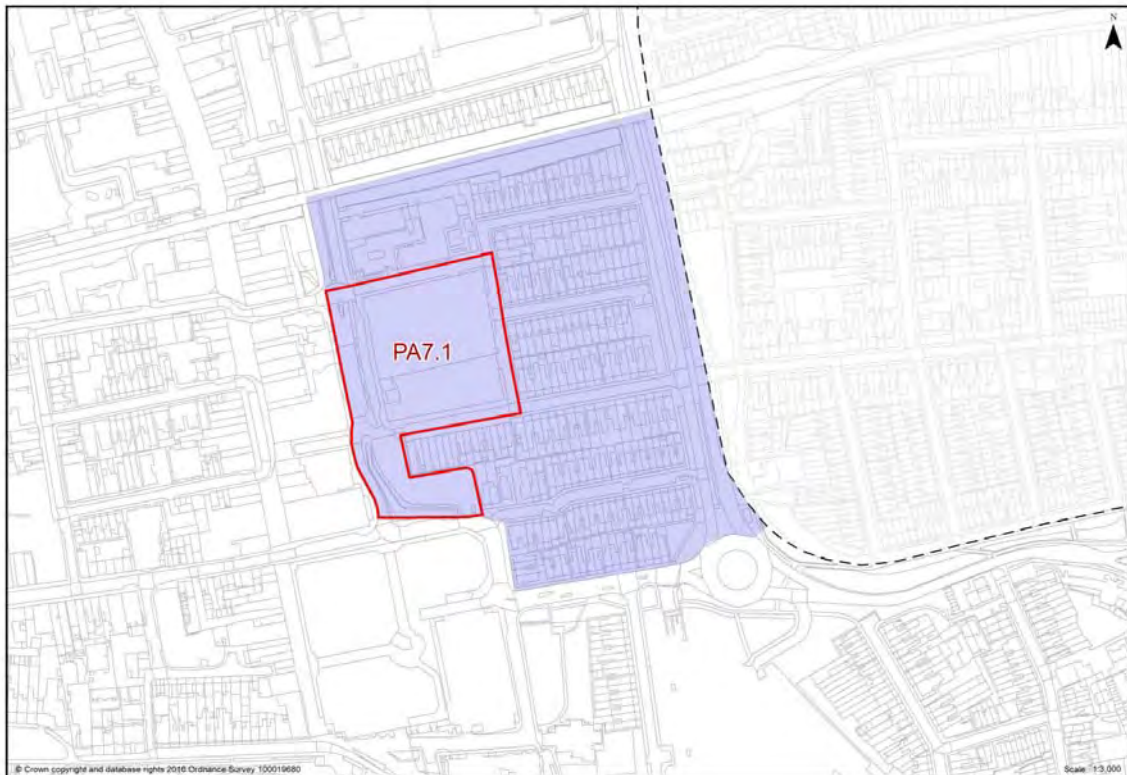 N
PA7.1
© Crown copyright and database rights 2016 Ordnance Survey 100019680
Scale 1:3,000